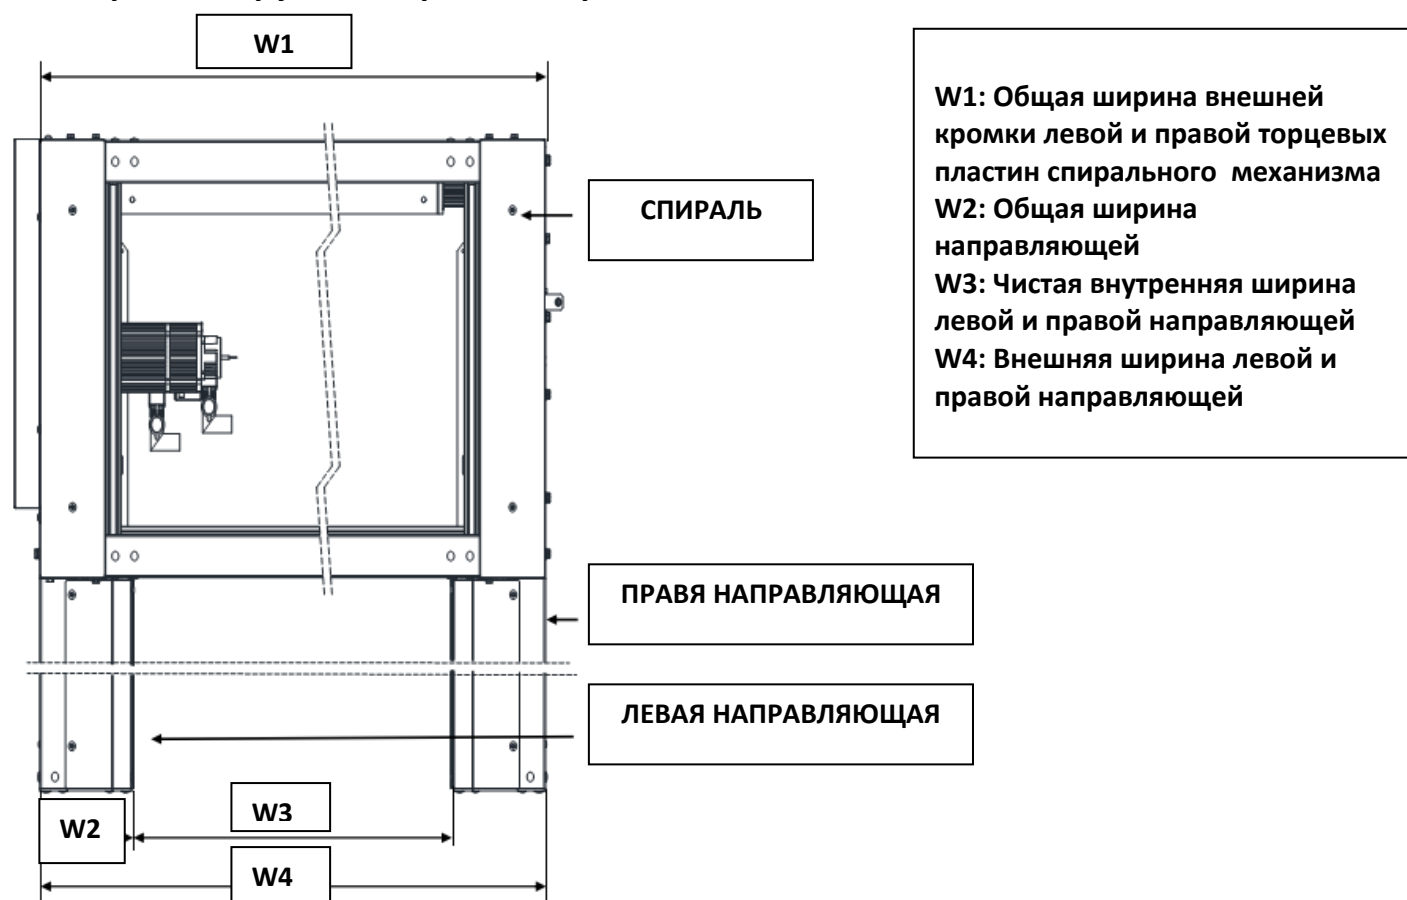 W1
W1: Общая ширина внешней
кромки левой и правой торцевых
пластин спирального механизма
W2: Общая ширина
направляющей
W3: Чистая внутренняя ширина
левой и правой направляющей
W4: Внешняя ширина левой и
правой направляющей
СПИРАЛЬ
ПРАВЯ НАПРАВЛЯЮЩАЯ
ЛЕВАЯ НАПРАВЛЯЮЩАЯ
W2
W3
W4